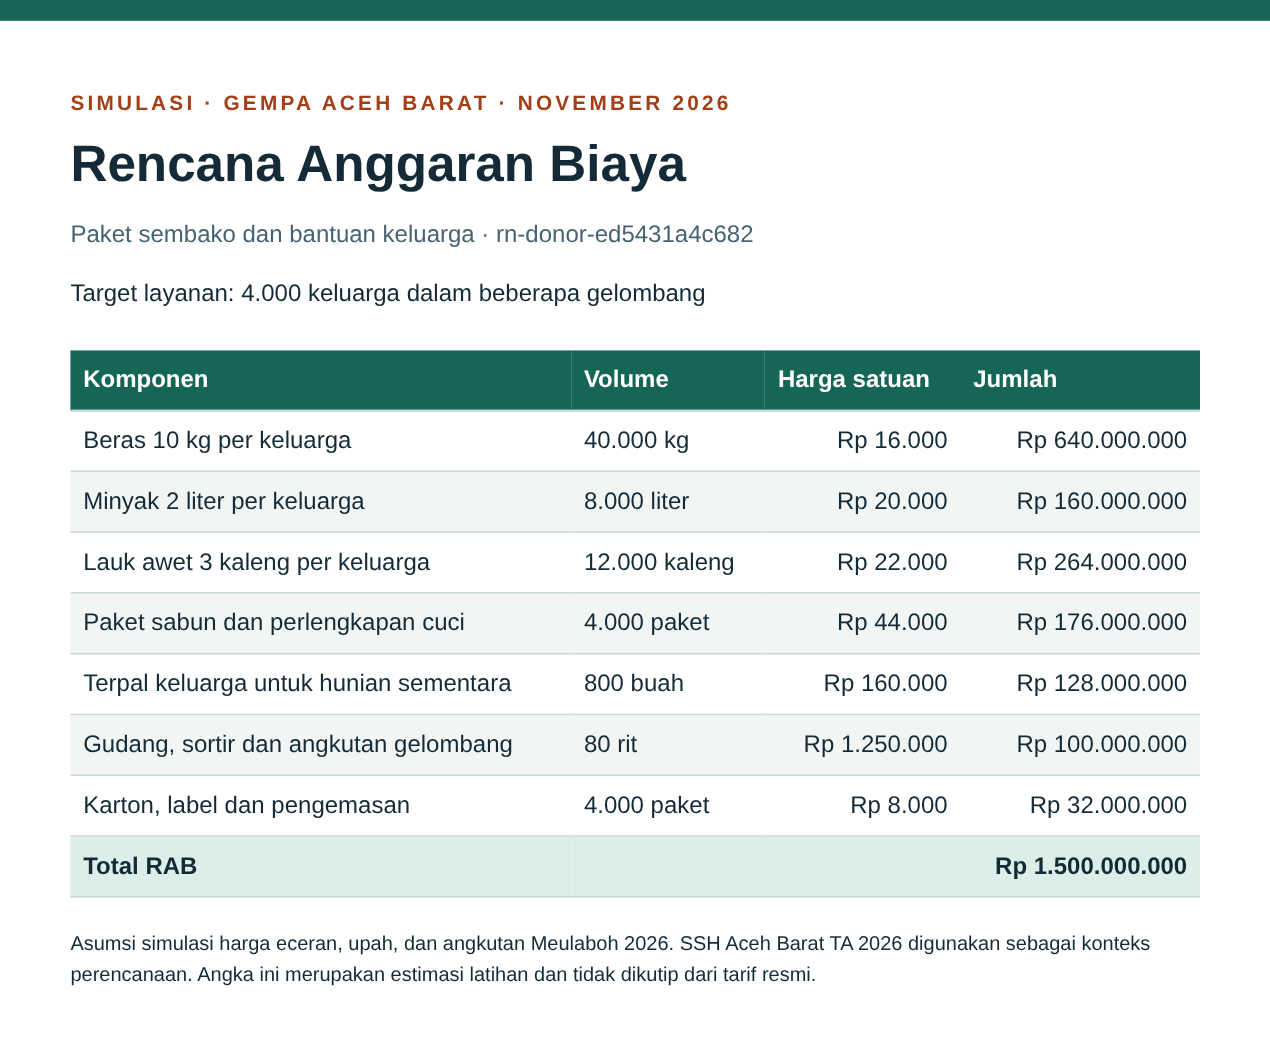 SIMULASI · GEMPA ACEH BARAT · NOVEMBER 2026
Rencana Anggaran Biaya
Paket sembako dan bantuan keluarga · rn-donor-ed5431a4c682
Target layanan: 4.000 keluarga dalam beberapa gelombang
Komponen Volume Harga satuan Jumlah
Beras 10 kg per keluarga 40.000 kg Rp 16.000 Rp 640.000.000
Minyak 2 liter per keluarga 8.000 liter Rp 20.000 Rp 160.000.000
Lauk awet 3 kaleng per keluarga 12.000 kaleng Rp 22.000 Rp 264.000.000
Paket sabun dan perlengkapan cuci 4.000 paket Rp 44.000 Rp 176.000.000
Terpal keluarga untuk hunian sementara 800 buah Rp 160.000 Rp 128.000.000
Gudang, sortir dan angkutan gelombang 80 rit Rp 1.250.000 Rp 100.000.000
Karton, label dan pengemasan 4.000 paket Rp 8.000 Rp 32.000.000
Total RAB Rp 1.500.000.000
Asumsi simulasi harga eceran, upah, dan angkutan Meulaboh 2026. SSH Aceh Barat TA 2026 digunakan sebagai konteks
perencanaan. Angka ini merupakan estimasi latihan dan tidak dikutip dari tarif resmi.